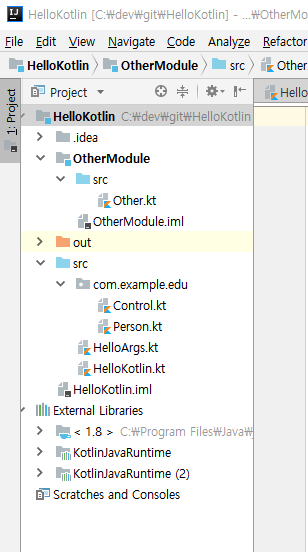 HelloKotlin [C:₩dev₩git₩HelloKotlin] - ...₩OtherMo
File Edit View Navigate Code Analyze Refactor
HelloKotlin OtherModule src Othe
1: Project
Project Hello
HelloKotlin C:₩dev₩git₩HelloKotlin
.idea
OtherModule
src
Other.kt
OtherModule.iml
out
src
com.example.edu
Control.kt
Person.kt
HelloArgs.kt
HelloKotlin.kt
HelloKotlin.iml
External Libraries
< 1.8 > C:₩Program Files₩Java₩
KotlinJavaRuntime
KotlinJavaRuntime (2)
Scratches and Consoles